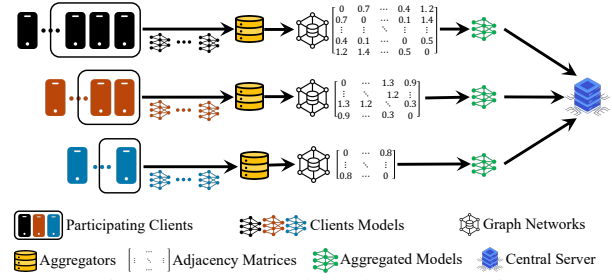 0 0.7 ⋯ 0.4 1.2
0.7 0 ⋯ 0.1 1.4
⋮ ⋮ ⋱ ⋮ ⋮
0.4 0.1 ⋯ 0 0.5
1.2 1.4 ⋯ 0.5 0
0 ⋯ 1.3 0.9
⋮ ⋱ 1.2 ⋮
1.3 1.2 ⋱ 0.3
0.9 ⋯ 0.3 0
0 ⋯ 0.8
⋮ ⋱ ⋮
0.8 ⋯ 0
Participating Clients
Clients Models
Graph Networks
Aggregators
Adjacency Matrices
Aggregated Models
Central Server